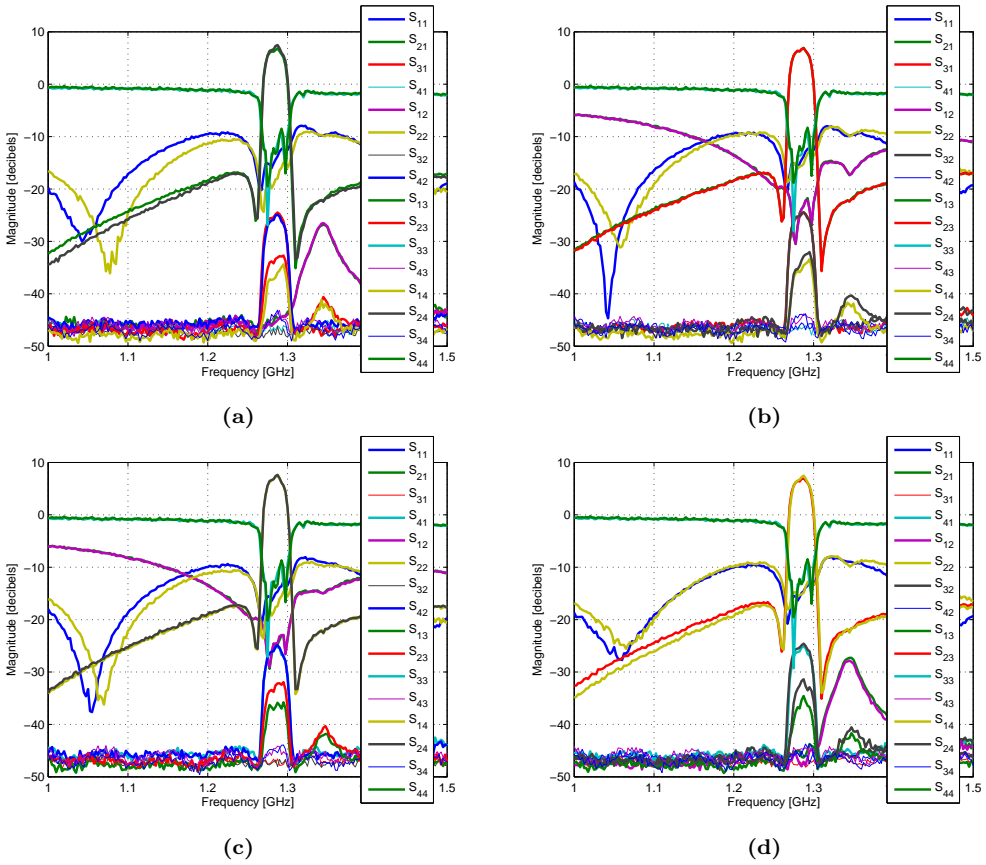 10
0
−10
−20
−30
−40
−50
1
1.1
1.2
1.3
1.5
Magnitude [decibels]
Frequency [GHz]
S11
S21
S31
S41
S12
S22
S32
S42
S13
S23
S33
S43
S14
S24
S34
S44
(a)
10
0
−10
−20
−30
−40
−50
1
1.1
1.2
1.3
1.5
Magnitude [decibels]
Frequency [GHz]
S11
S21
S31
S41
S12
S22
S32
S42
S13
S23
S33
S43
S14
S24
S34
S44
(b)
10
0
−10
−20
−30
−40
−50
1
1.1
1.2
1.3
1.5
Magnitude [decibels]
Frequency [GHz]
S11
S21
S31
S41
S12
S22
S32
S42
S13
S23
S33
S43
S14
S24
S34
S44
(c)
10
0
−10
−20
−30
−40
−50
1
1.1
1.2
1.3
1.5
Magnitude [decibels]
Frequency [GHz]
S11
S21
S31
S41
S12
S22
S32
S42
S13
S23
S33
S43
S14
S24
S34
S44
(d)